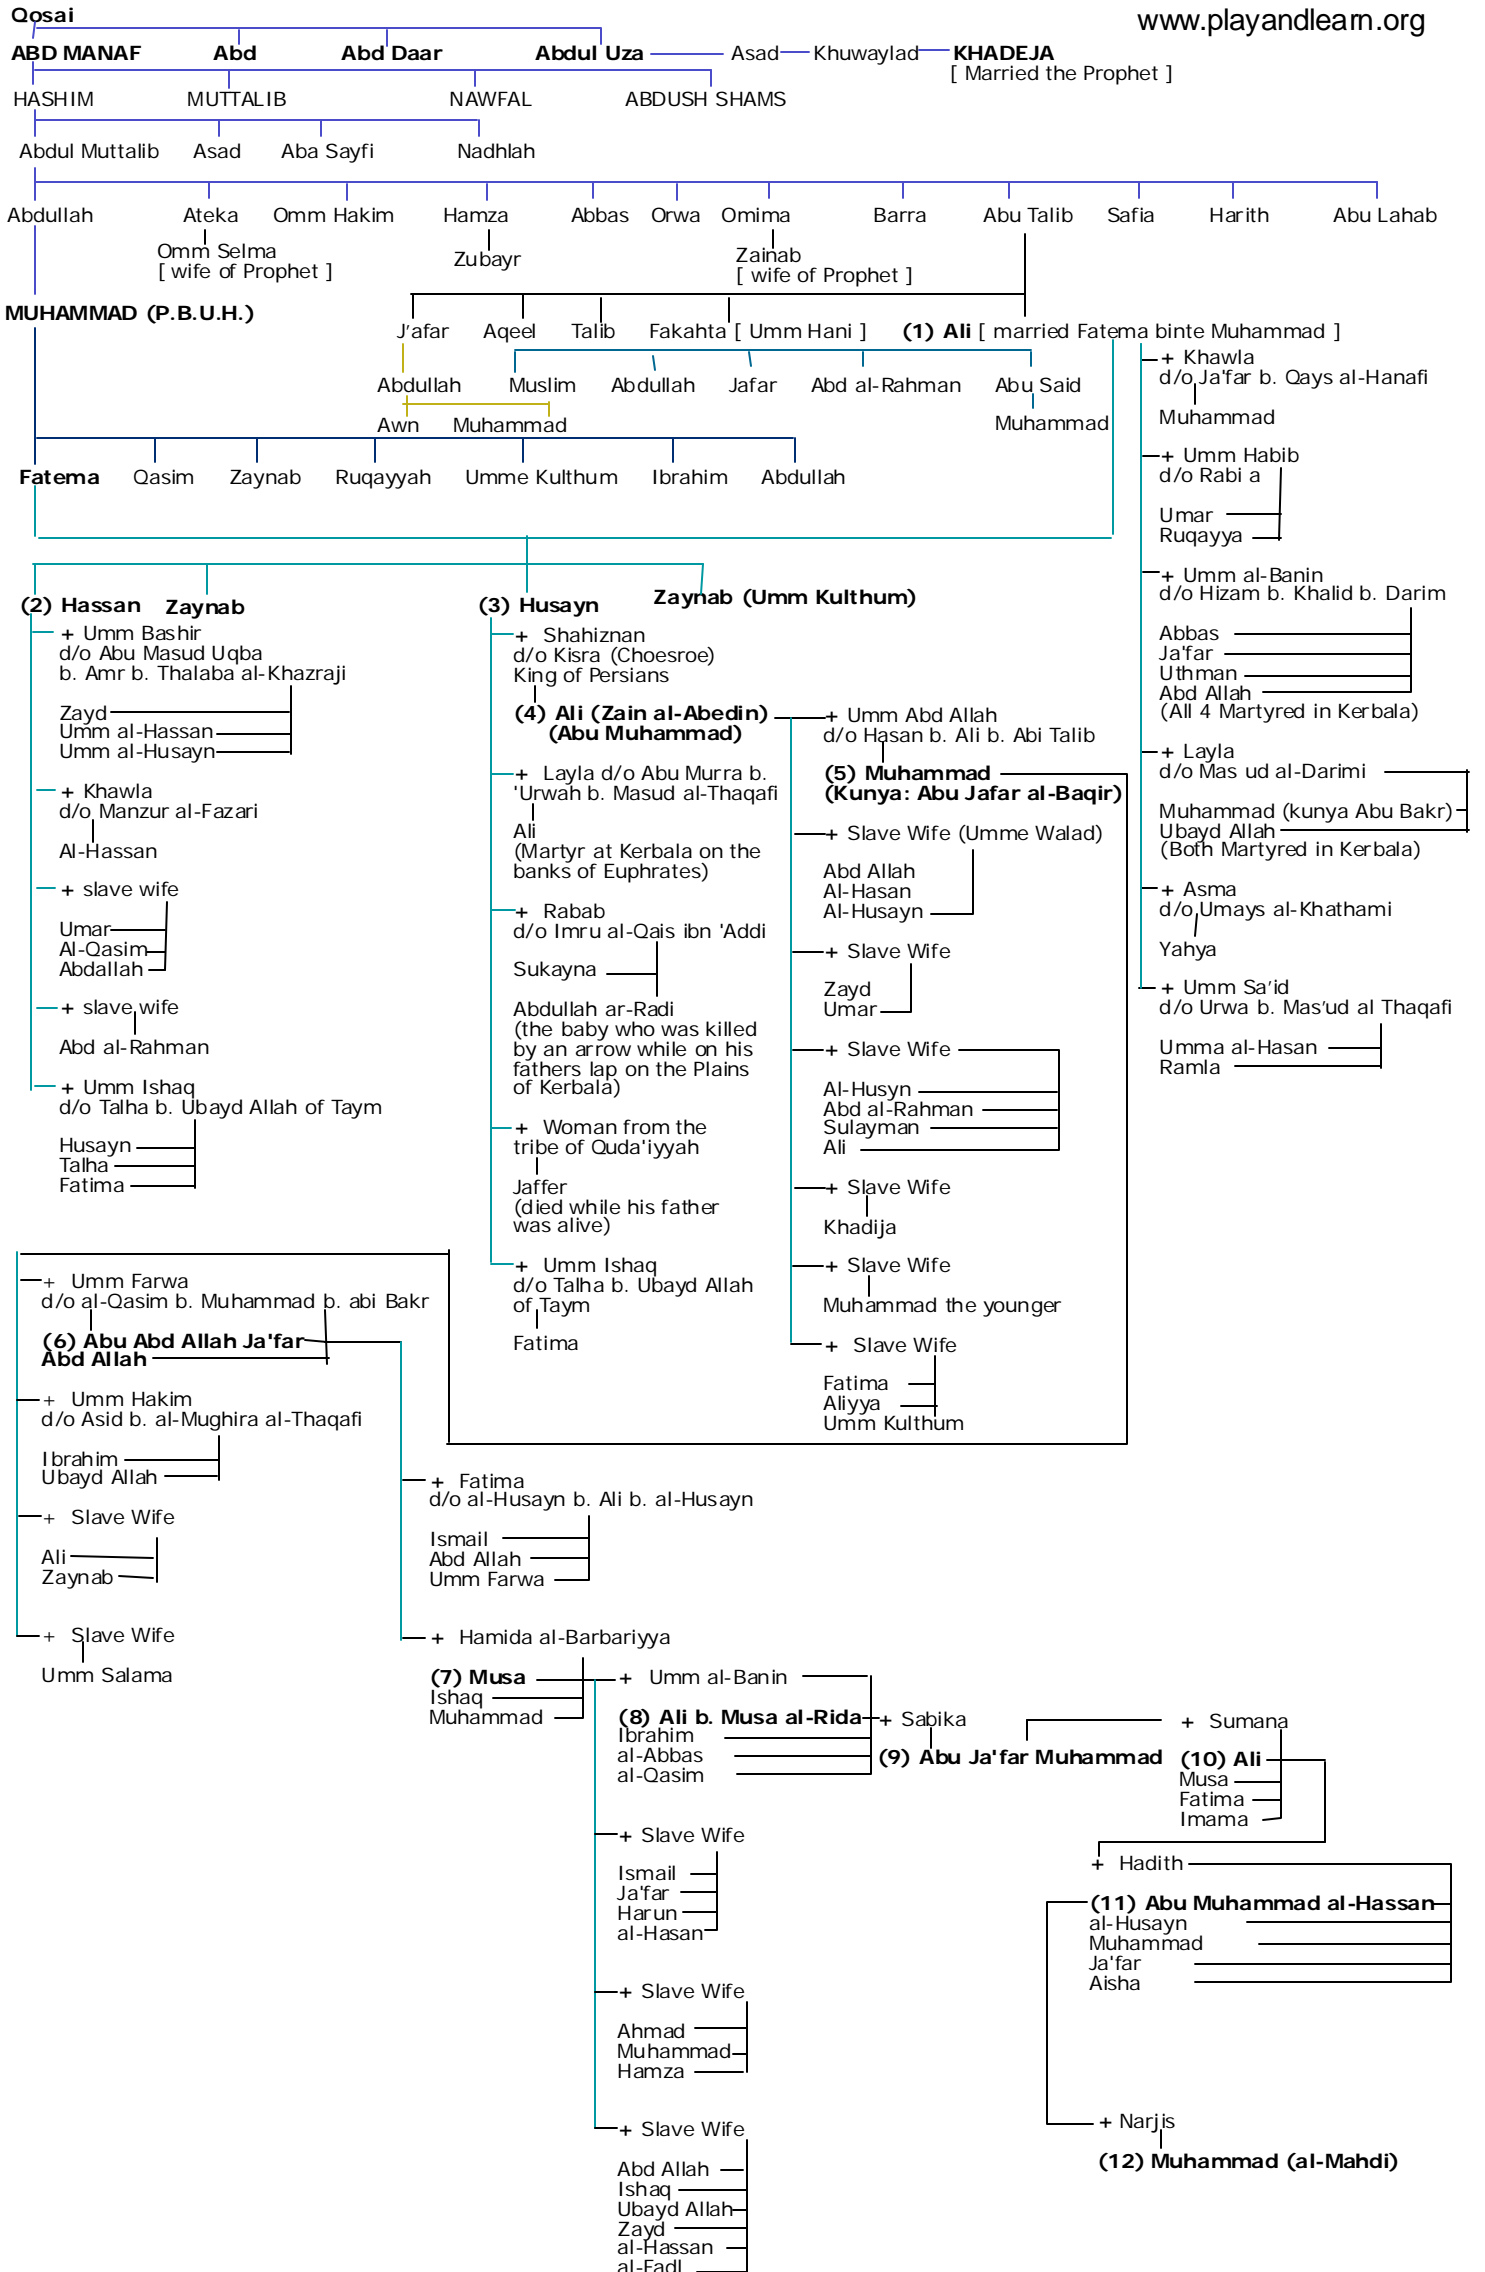 www.playandlearn.org
Qosai
ABD MANAF Abd Abd Daar Abdul Uza Asad Khuwaylad KHADEJA
[ Married the Prophet ]
HASHIM MUTTALIB NAWFAL ABDUSH SHAMS
Abdul Muttalib Asad Aba Sayfi Nadhlah
Abdullah Ateka Omm Hakim Hamza Abbas Orwa Omima Barra Abu Talib Safia Harith Abu Lahab
Omm Selma
[ wife of Prophet ]
Zubayr
Zainab
[ wife of Prophet ]
MUHAMMAD (P.B.U.H.)
J'afar Aqeel Talib Fakahta [ Umm Hani ] (1) Ali [ married Fatema binte Muhammad ]
Abdullah Muslim Abdullah Jafar Abd al-Rahman Abu Said
Awn Muhammad Muhammad
Fatema Qasim Zaynab Ruqayyah Umme Kulthum Ibrahim Abdullah
+ Khawla
d/o Ja'far b. Qays al-Hanafi
Muhammad
+ Umm Habib
d/o Rabi a
Umar
Ruqayya
+ Umm al-Banin
d/o Hizam b. Khalid b. Darim
Abbas
Ja'far
Uthman
Abd Allah
(All 4 Martyred in Kerbala)
+ Layla
d/o Mas ud al-Darimi
Muhammad (kunya Abu Bakr)
Ubayd Allah
(Both Martyred in Kerbala)
+ Asma
d/o Umays al-Khathami
Yahya
+ Umm Sa'id
d/o Urwa b. Mas'ud al Thaqafi
Umma al-Hasan
Ramla
(2) Hassan Zaynab (3) Husayn Zaynab (Umm Kulthum)
+ Umm Bashir
d/o Abu Masud Uqba
b. Amr b. Thalaba al-Khazraji
Zayd
Umm al-Hassan
Umm al-Husayn
+ Khawla
d/o Manzur al-Fazari
Al-Hassan
+ slave wife
Umar
Al-Qasim
Abdallah
+ slave wife
Abd al-Rahman
+ Umm Ishaq
d/o Talha b. Ubayd Allah of Taym
Husayn
Talha
Fatima
+ Shahiznan
d/o Kisra (Choesroe)
King of Persians
(4) Ali (Zain al-Abedin)
(Abu Muhammad)
+ Layla d/o Abu Murra b.
'Urwah b. Masud al-Thaqafi
Ali
(Martyr at Kerbala on the
banks of Euphrates)
+ Rabab
d/o Imru al-Qais ibn 'Addi
Sukayna
Abdullah ar-Radi
(the baby who was killed
by an arrow while on his
fathers lap on the Plains
of Kerbala)
+ Woman from the
tribe of Quda'iyyah
Jaffer
(died while his father
was alive)
+ Umm Ishaq
d/o Talha b. Ubayd Allah
of Taym
Fatima
+ Umm Abd Allah
d/o Hasan b. Ali b. Abi Talib
(5) Muhammad
(Kunya: Abu Jafar al-Baqir)
+ Slave Wife (Umme Walad)
Abd Allah
Al-Hasan
Al-Husayn
+ Slave Wife
Zayd
Umar
+ Slave Wife
Al-Husyn
Abd al-Rahman
Sulayman
Ali
+ Slave Wife
Khadija
+ Slave Wife
Muhammad the younger
+ Slave Wife
Fatima
Aliyya
Umm Kulthum
+ Umm Farwa
d/o al-Qasim b. Muhammad b. abi Bakr
(6) Abu Abd Allah Ja'far
Abd Allah
+ Umm Hakim
d/o Asid b. al-Mughira al-Thaqafi
Ibrahim
Ubayd Allah
+ Slave Wife
Ali
Zaynab
+ Slave Wife
Umm Salama
+ Fatima
d/o al-Husayn b. Ali b. al-Husayn
Ismail
Abd Allah
Umm Farwa
+ Hamida al-Barbariyya
(7) Musa
Ishaq
Muhammad
+ Umm al-Banin
(8) Ali b. Musa al-Rida
Ibrahim
al-Abbas
al-Qasim
+ Slave Wife
Ismail
Ja'far
Harun
al-Hasan
+ Slave Wife
Ahmad
Muhammad
Hamza
+ Slave Wife
Abd Allah
Ishaq
Ubayd Allah
Zayd
al-Hassan
al-Fadl
+ Sabika
(9) Abu Ja'far Muhammad
+ Sumana
(10) Ali
Musa
Fatima
Imama
+ Hadith
(11) Abu Muhammad al-Hassan
al-Husayn
Muhammad
Ja'far
Aisha
+ Narjis
(12) Muhammad (al-Mahdi)